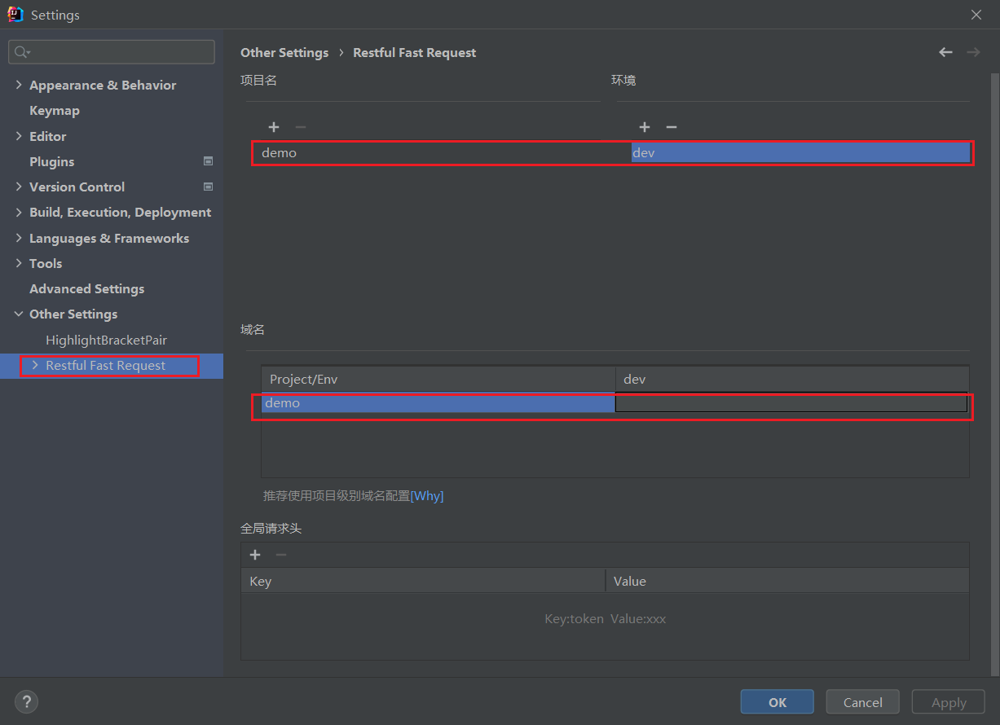 Settings
Other Settings › Restful Fast Request
Appearance & Behavior
Keymap
Editor
Plugins
Version Control
Build, Execution, Deployment
Languages & Frameworks
Tools
Advanced Settings
Other Settings
HighlightBracketPair
Restful Fast Request
项目名 环境
demo dev
域名
Project/Env dev
demo
推荐使用项目级别域名配置[Why]
全局请求头
Key Value
Key:token Value:xxx
? OK Cancel Apply